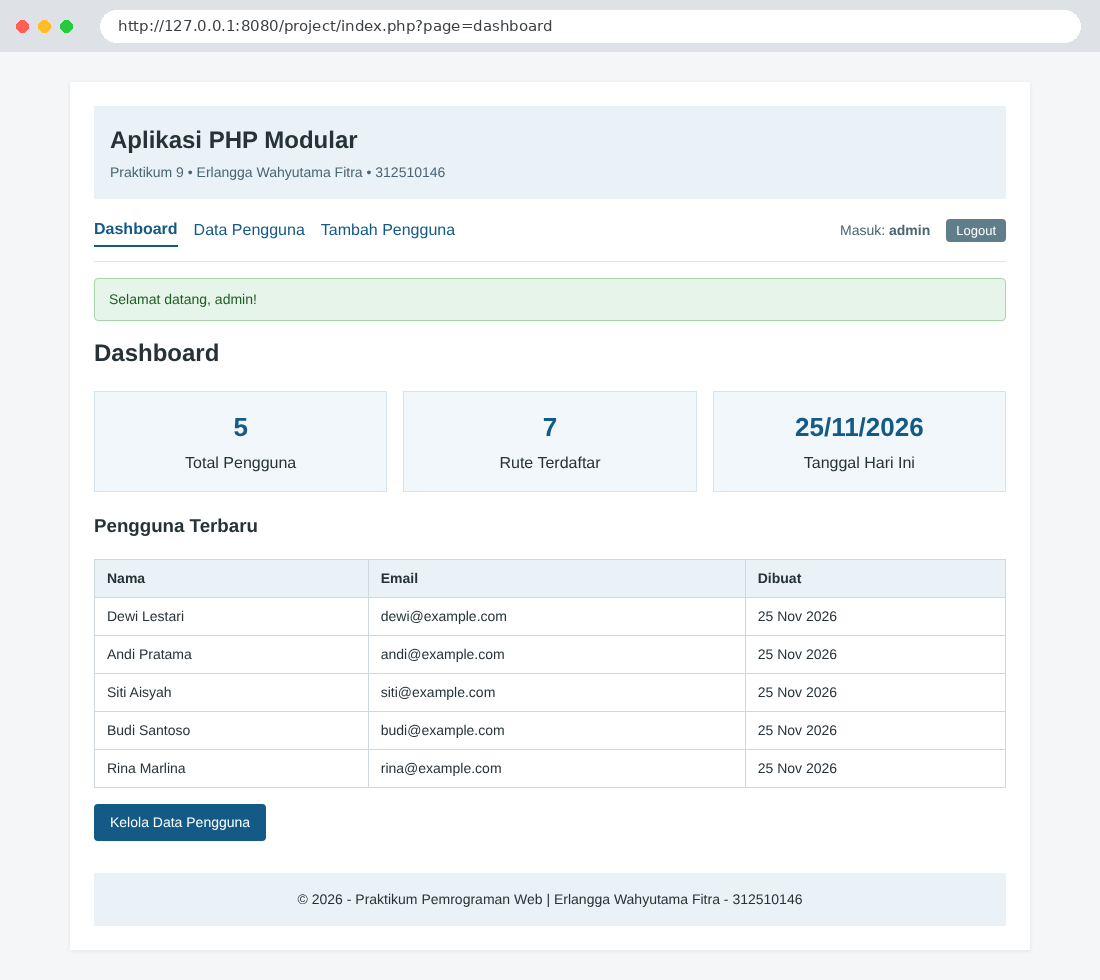 http://127.0.0.1:8080/project/index.php?page=dashboard
Aplikasi PHP Modular
Praktikum 9 • Erlangga Wahyutama Fitra • 312510146
Dashboard Data Pengguna Tambah Pengguna Masuk: admin Logout
Selamat datang, admin!
Dashboard
5 7 25/11/2026
Total Pengguna Rute Terdaftar Tanggal Hari Ini
Pengguna Terbaru
Nama Email Dibuat
Dewi Lestari dewi@example.com 25 Nov 2026
Andi Pratama andi@example.com 25 Nov 2026
Siti Aisyah siti@example.com 25 Nov 2026
Budi Santoso budi@example.com 25 Nov 2026
Rina Marlina rina@example.com 25 Nov 2026
Kelola Data Pengguna
© 2026 - Praktikum Pemrograman Web | Erlangga Wahyutama Fitra - 312510146